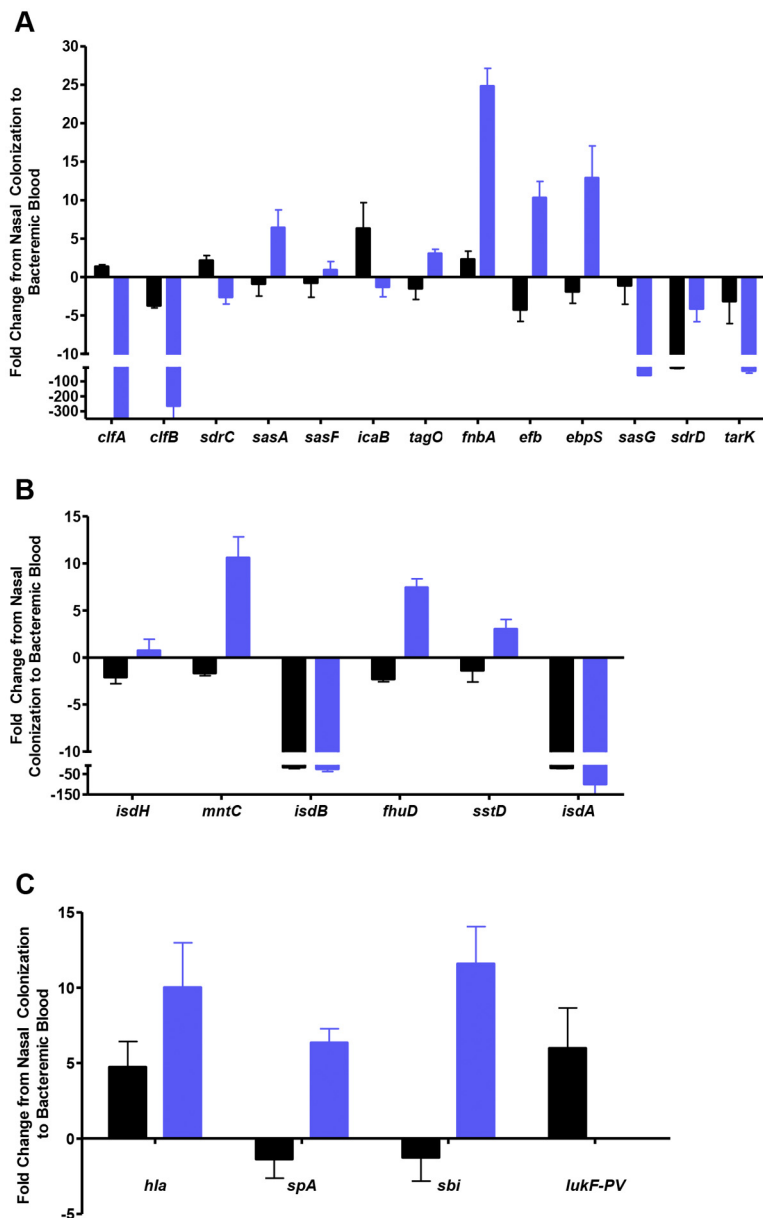 A
Fold Change from Nasal Colonization to
Bacteremic Blood
30
25
20
15
10
5
0
-5
-10
-100
-200
-300
clfA clfB sdrC sasA sasF icaB tagO fnbA efb ebpS sasG sdrD tarK
B
Fold Change from Nasal
Colonization to Bacteremic Blood
15
10
5
0
-5
-10
-50
-150
isdH mntC isdB fhuD sstD isdA
C
Fold Change from Nasal Colonization
to Bacteremic Blood
15
10
5
0
-5
hla spA sbi lukF-PV